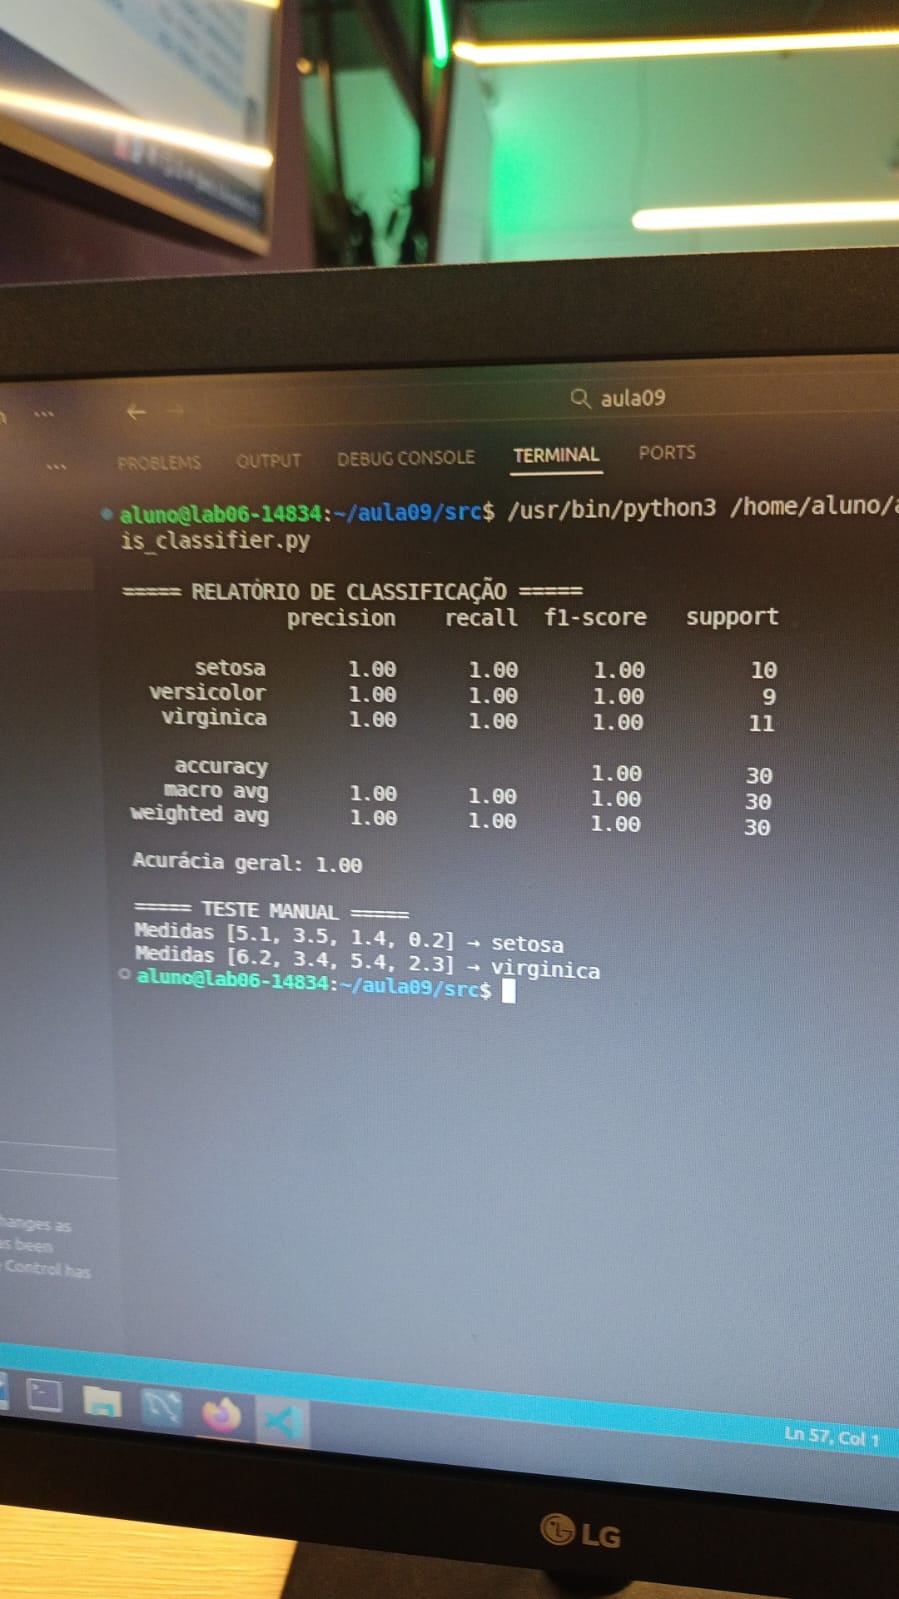 aula09
PROBLEMS OUTPUT DEBUG CONSOLE TERMINAL PORTS
aluno@lab06-14834:~/aula09/src$ /usr/bin/python3 /home/aluno/a
is_classifier.py
===== RELATÓRIO DE CLASSIFICAÇÃO =====
precision recall f1-score support
setosa 1.00 1.00 1.00 10
versicolor 1.00 1.00 1.00 9
virginica 1.00 1.00 1.00 11
accuracy 1.00 30
macro avg 1.00 1.00 1.00 30
weighted avg 1.00 1.00 1.00 30
Acurácia geral: 1.00
===== TESTE MANUAL =====
Medidas [5.1, 3.5, 1.4, 0.2] → setosa
Medidas [6.2, 3.4, 5.4, 2.3] → virginica
aluno@lab06-14834:~/aula09/src$
hanges as
as been
Control has
Ln 57, Col 1
LG